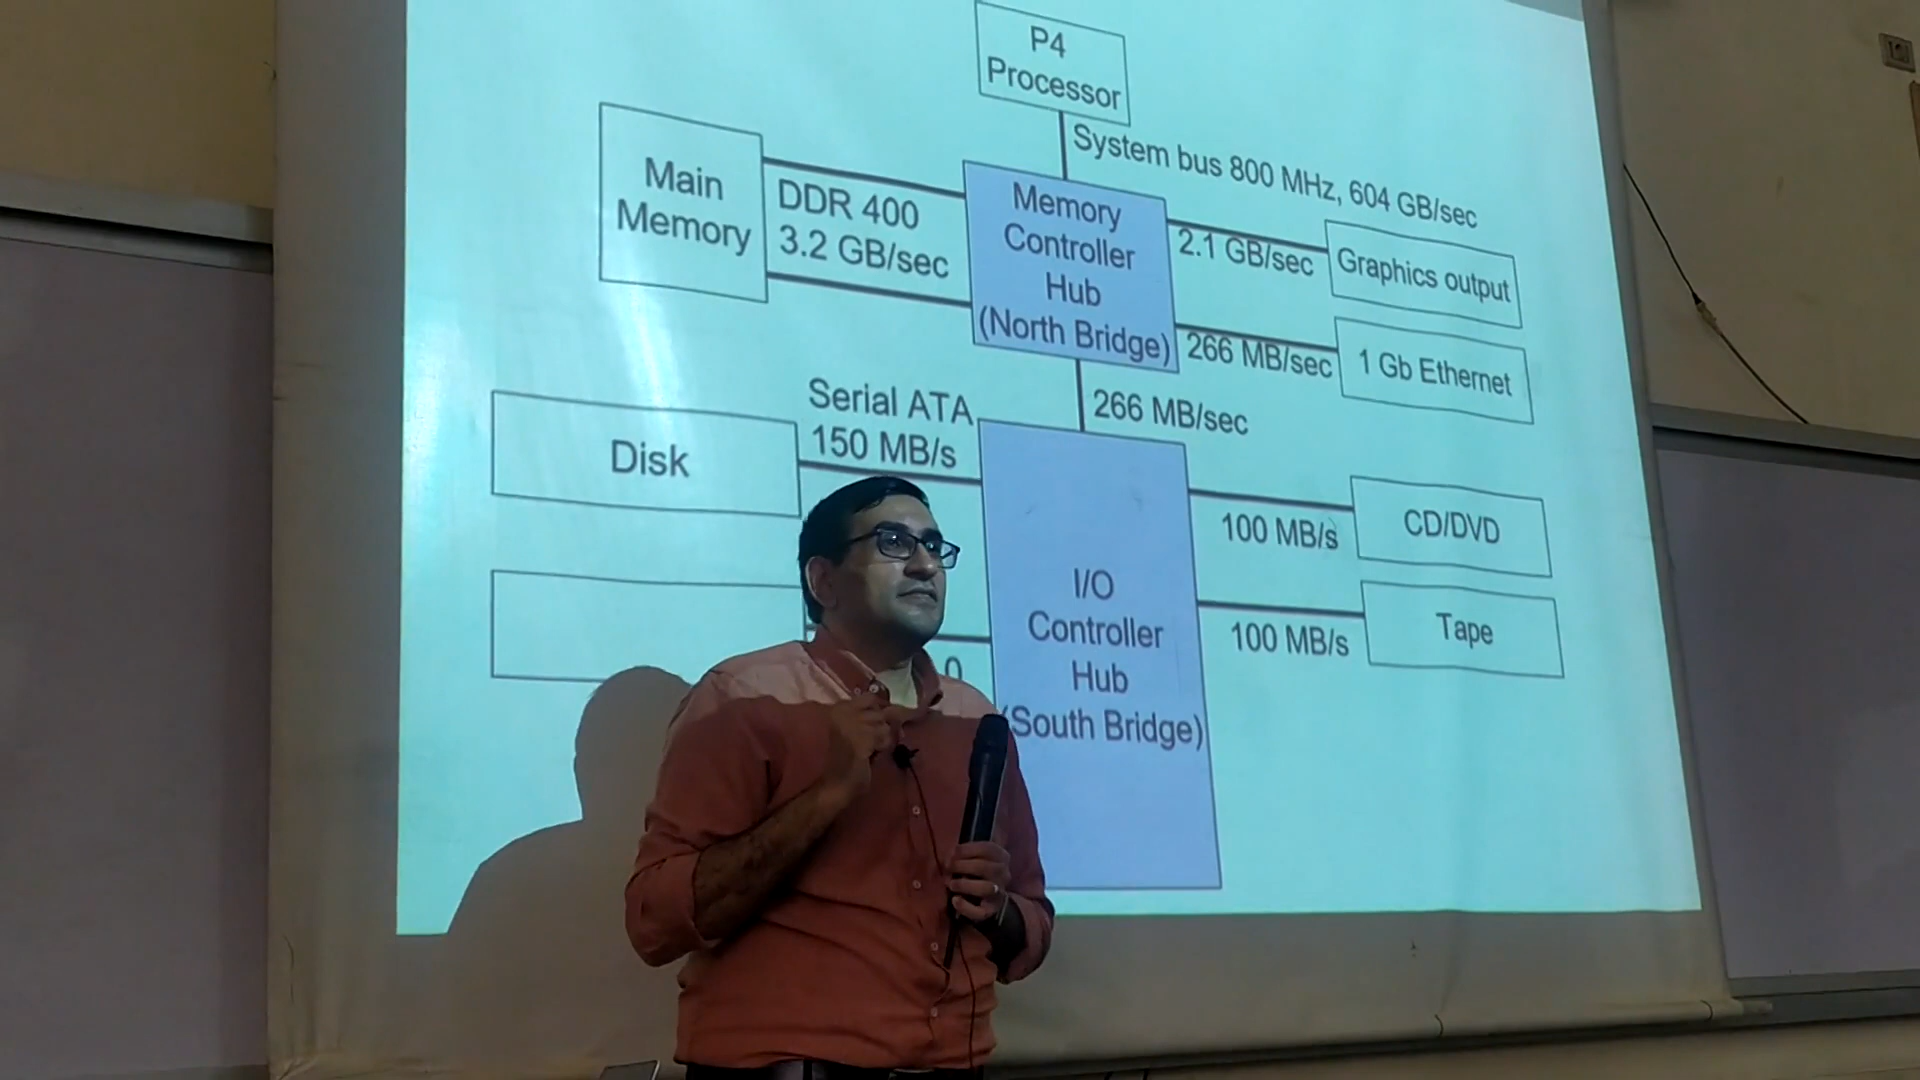 P4
Processor
System bus 800 MHz, 604 GB/sec
Main
Memory
DDR 400
3.2 GB/sec
Memory
Controller
Hub
(North Bridge)
2.1 GB/sec
Graphics output
266 MB/sec
1 Gb Ethernet
266 MB/sec
Serial ATA
150 MB/s
Disk
I/O
Controller
Hub
(South Bridge)
100 MB/s
CD/DVD
100 MB/s
Tape
0